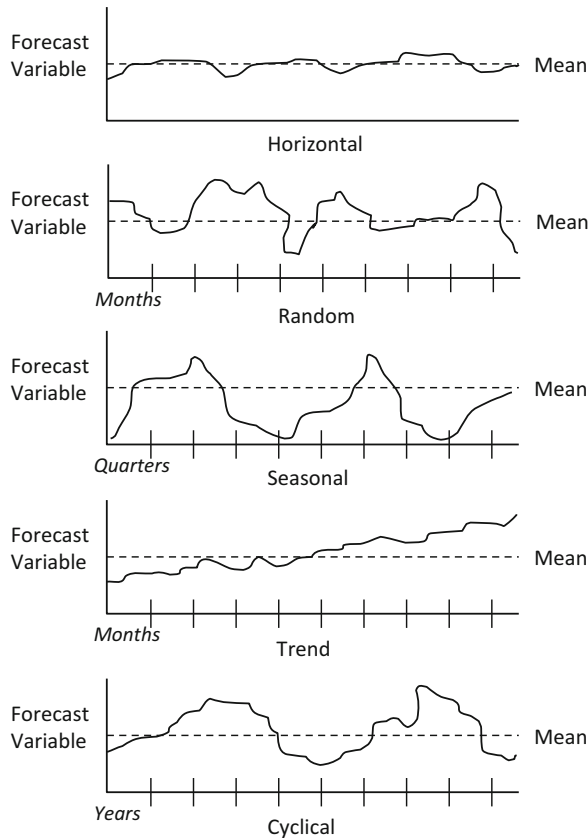 Forecast
Variable
Mean
Horizontal
Forecast
Variable
Mean
Months
Random
Forecast
Variable
Mean
Quarters
Seasonal
Forecast
Variable
Mean
Months
Trend
Forecast
Variable
Mean
Years
Cyclical